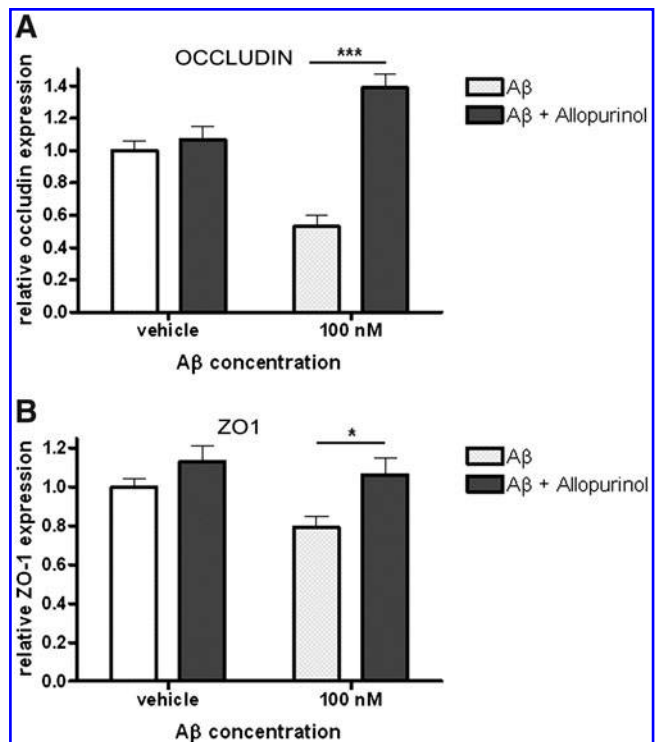 A
OCCLUDIN
***
relative occludin expression
1.4
1.2
1.0
0.8
0.6
0.4
0.2
0.0
vehicle
100 nM
Aβ concentration
Aβ
Aβ + Allopurinol
B
ZO1
*
relative ZO-1 expression
1.2
1.0
0.8
0.6
0.4
0.2
0.0
vehicle
100 nM
Aβ concentration
Aβ
Aβ + Allopurinol